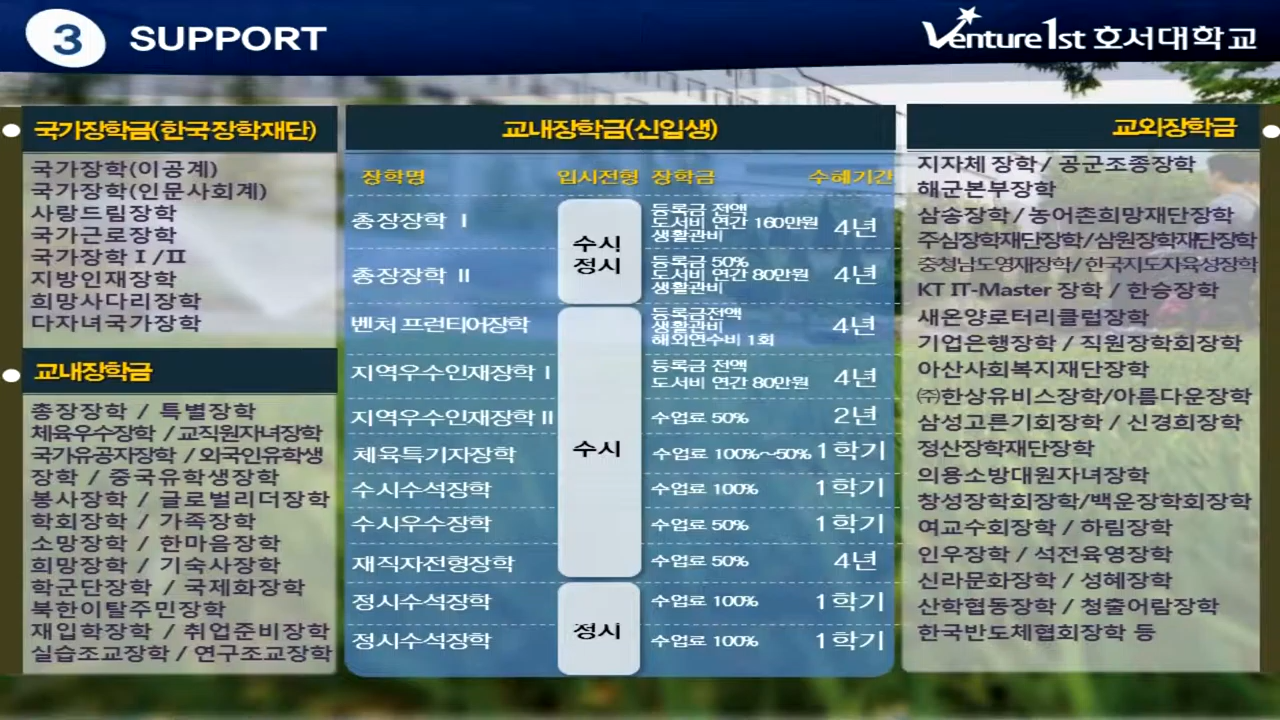 3 SUPPORT
Venture 1st 호서대학교
국가장학금(한국장학재단)
국가장학(이공계)
국가장학(인문사회계)
사랑드림장학
국가근로장학
국가장학 I / II
지방인재장학
희망사다리장학
다자녀국가장학
교내장학금
총장장학 / 특별장학
체육우수장학 / 교직원자녀장학
국가유공자장학 / 외국인유학생
장학 / 중국유학생장학
봉사장학 / 글로벌리더장학
학회장학 / 가족장학
소망장학 / 한마음장학
희망장학 / 기숙사장학
학군단장학 / 국제화장학
북한이탈주민장학
재입학장학 / 취업준비장학
실습조교장학 / 연구조교장학
교내장학금(신입생)
장학명 입시전형 장학금 수혜기간
총장장학 I
등록금 전액
도서비 연간 160만원
생활관비
4년
수시
정시
총장장학 II
등록금 50%
도서비 연간 80만원
생활관비
4년
벤처 프런티어장학
등록금전액
생활관비
해외연수비 1회
4년
지역우수인재장학 I
등록금 전액
도서비 연간 80만원
4년
지역우수인재장학 II 수업료 50% 2년
수시
체육특기자장학 수업료 100%~50% 1학기
수시수석장학 수업료 100% 1학기
수시우수장학 수업료 50% 1학기
재직자전형장학 수업료 50% 4년
정시수석장학 수업료 100% 1학기
정시
정시수석장학 수업료 100% 1학기
교외장학금
지자체 장학 / 공군조종장학
해군본부장학
삼송장학 / 농어촌희망재단장학
주심장학재단장학/삼원장학재단장학
충청남도영재장학/한국지도자육성장학
KT IT-Master 장학 / 한승장학
새온양로터리클럽장학
기업은행장학 / 직원장학회장학
아산사회복지재단장학
㈜한상유비스장학/아름다운장학
삼성고른기회장학 / 신경희장학
정산장학재단장학
의용소방대원자녀장학
창성장학회장학/백운장학회장학
여교수회장학 / 하림장학
인우장학 / 석전육영장학
신라문화장학 / 성혜장학
산학협동장학 / 청출어람장학
한국반도체협회장학 등